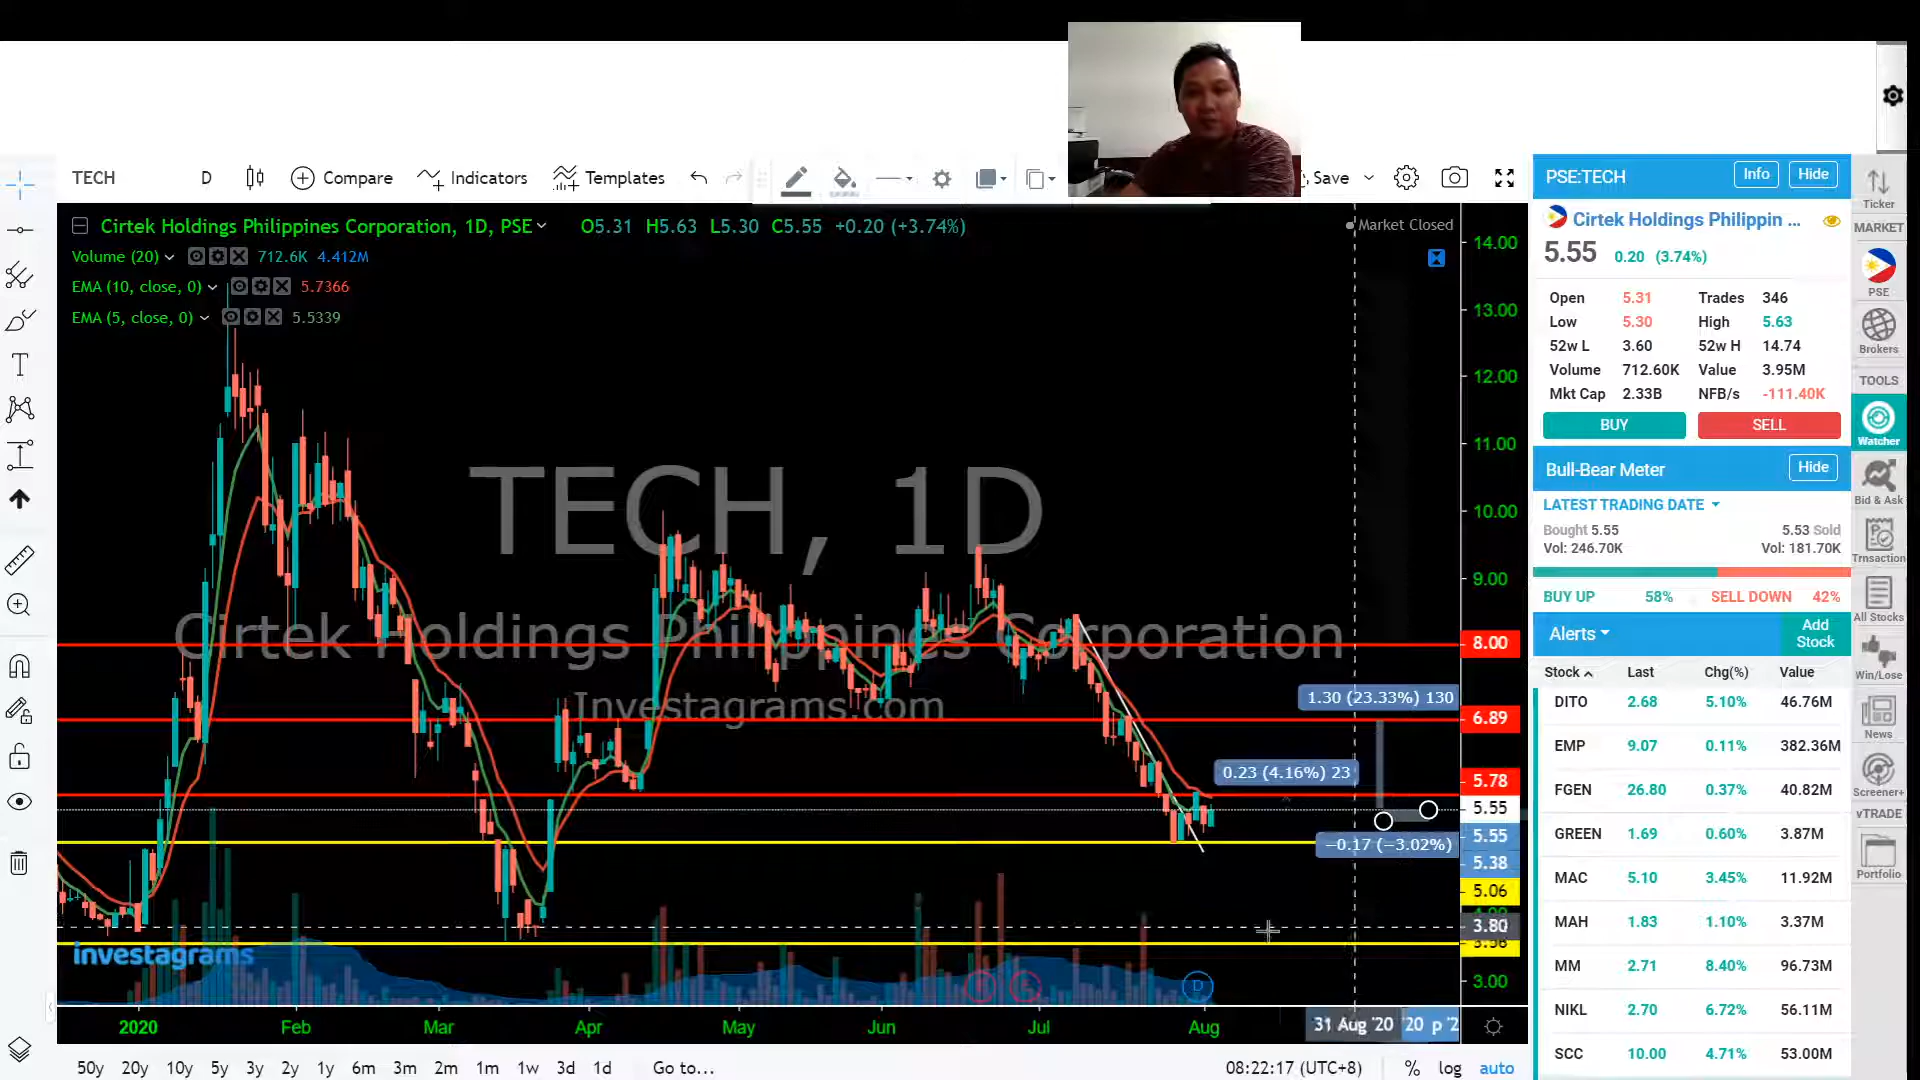 TECH D Compare Indicators Templates Save
Cirtek Holdings Philippines Corporation, 1D, PSE O5.31 H5.63 L5.30 C5.55 +0.20 (+3.74%)
Market Closed
Volume (20) 712.6K 4.412M
EMA (10, close, 0) 5.7366
EMA (5, close, 0) 5.5339
TECH, 1D
Cirtek Holdings Philippines Corporation
Investagrams.com
1.30 (23.33%) 130
0.23 (4.16%) 23
−0.17 (−3.02%)
investagrams
14.00
13.00
12.00
11.00
10.00
9.00
8.00
6.89
5.78
5.55
5.55
5.38
5.06
3.80
3.00
D
2020 Feb Mar Apr May Jun Jul Aug 31 Aug '20
50y 20y 10y 5y 3y 2y 1y 6m 3m 2m 1m 1w 3d 1d Go to... 08:22:17 (UTC+8) % log auto
PSE:TECH Info Hide
Cirtek Holdings Philippin ...
5.55 0.20 (3.74%)
Open 5.31 Trades 346
Low 5.30 High 5.63
52w L 3.60 52w H 14.74
Volume 712.60K Value 3.95M
Mkt Cap 2.33B NFB/s -111.40K
BUY SELL
Bull-Bear Meter Hide
LATEST TRADING DATE
Bought 5.55 5.53 Sold
Vol: 246.70K Vol: 181.70K
BUY UP 58% SELL DOWN 42%
Alerts Add Stock
Stock Last Chg(%) Value
DITO 2.68 5.10% 46.76M
EMP 9.07 0.11% 382.36M
FGEN 26.80 0.37% 40.82M
GREEN 1.69 0.60% 3.87M
MAC 5.10 3.45% 11.92M
MAH 1.83 1.10% 3.37M
MM 2.71 8.40% 96.73M
NIKL 2.70 6.72% 56.11M
SCC 10.00 4.71% 53.00M
Ticker
MARKET
PSE
Brokers
TOOLS
Watcher
Bid & Ask
Trnsaction
All Stocks
Win/Lose
News
Screener+
vTRADE
Portfolio